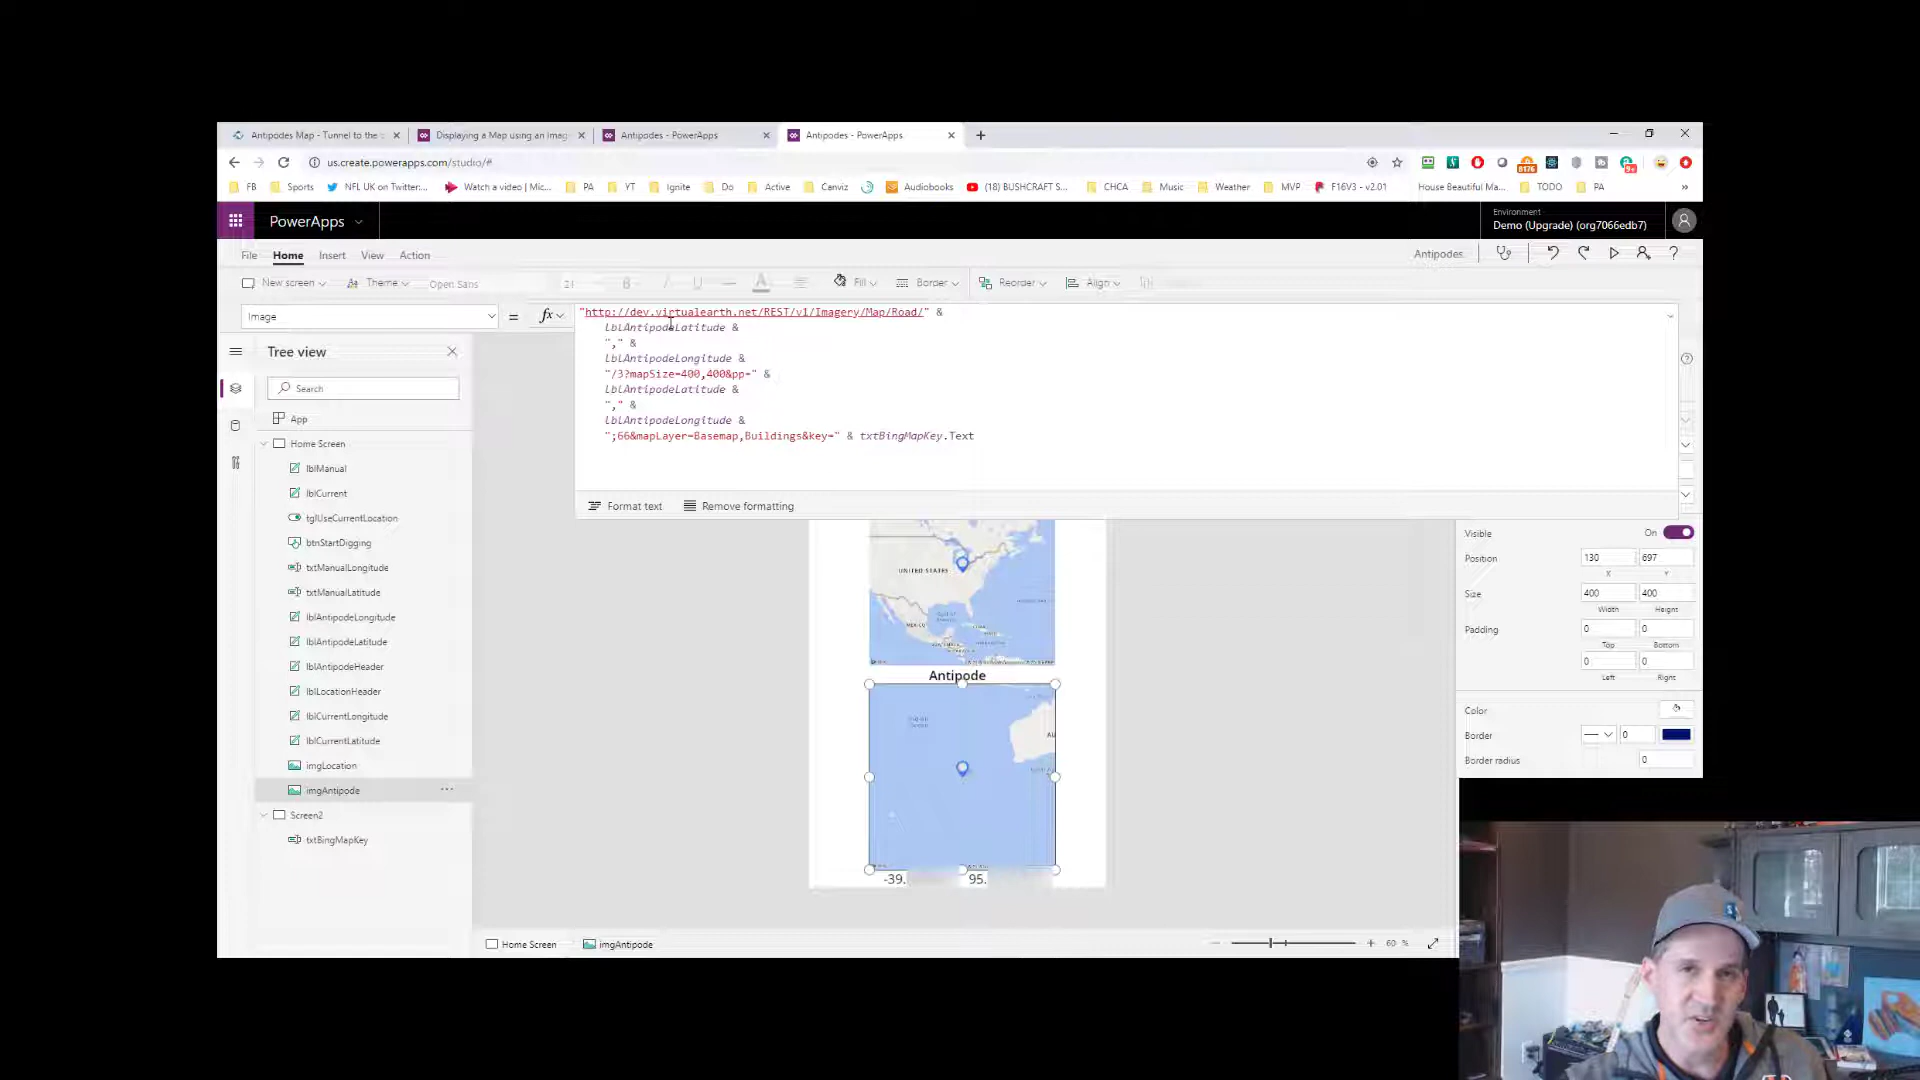 Antipodes Map - Tunnel to the
Displaying a Map using an Imag
Antipodes - PowerApps
Antipodes - PowerApps
us.create.powerapps.com/studio/#
FB
Sports
NFL UK on Twitter:...
Watch a video | Mic...
PA
YT
Ignite
Do
Active
Canviz
Audiobooks
(18) BUSHCRAFT S...
CHCA
Music
Weather
MVP
F16V3 - v2.01
House Beautiful Ma...
TODO
PA
PowerApps
Environment
Demo (Upgrade) (org7066edb7)
File
Home
Insert
View
Action
Antipodes
New screen
Theme
Open Sans
21
Fill
Border
Reorder
Align
Image
=
fx
"http://dev.virtualearth.net/REST/v1/Imagery/Map/Road/" &
lblAntipodeLatitude &
"," &
lblAntipodeLongitude &
"/3?mapSize=400,400&pp=" &
lblAntipodeLatitude &
"," &
lblAntipodeLongitude &
";66&mapLayer=Basemap,Buildings&key=" & txtBingMapKey.Text
Format text
Remove formatting
Tree view
Search
App
Home Screen
lblManual
lblCurrent
tglUseCurrentLocation
btnStartDigging
txtManualLongitude
txtManualLatitude
lblAntipodeLongitude
lblAntipodeLatitude
lblAntipodeHeader
lblLocationHeader
lblCurrentLongitude
lblCurrentLatitude
imgLocation
imgAntipode
Screen2
txtBingMapKey
UNITED STATES
MEXICO
Antipode
AU
-39.
95.
Visible
On
Position
130
697
X
Y
Size
400
400
Width
Height
Padding
0
0
Top
Bottom
0
0
Left
Right
Color
Border
0
Border radius
0
Home Screen
imgAntipode
60 %